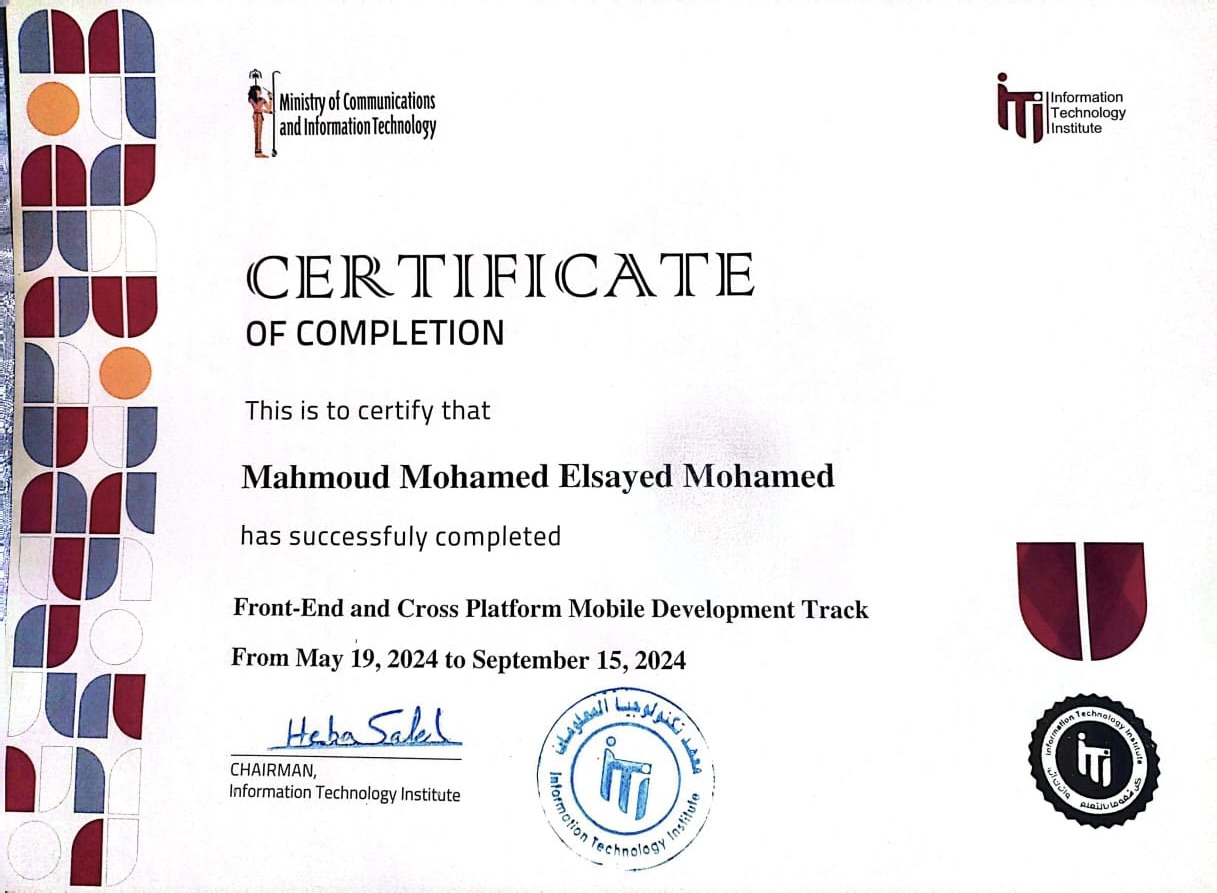 Ministry of Communications
and Information Technology
iTi
Information
Technology
Institute
CERTIFICATE
OF COMPLETION
This is to certify that
Mahmoud Mohamed Elsayed Mohamed
has successfuly completed
Front-End and Cross Platform Mobile Development Track
From May 19, 2024 to September 15, 2024
Heba Saleh
CHAIRMAN,
Information Technology Institute
معهد تكنولوجيا المعلومات
iTi
Information Technology Institute
Information Technology Institute
iTi